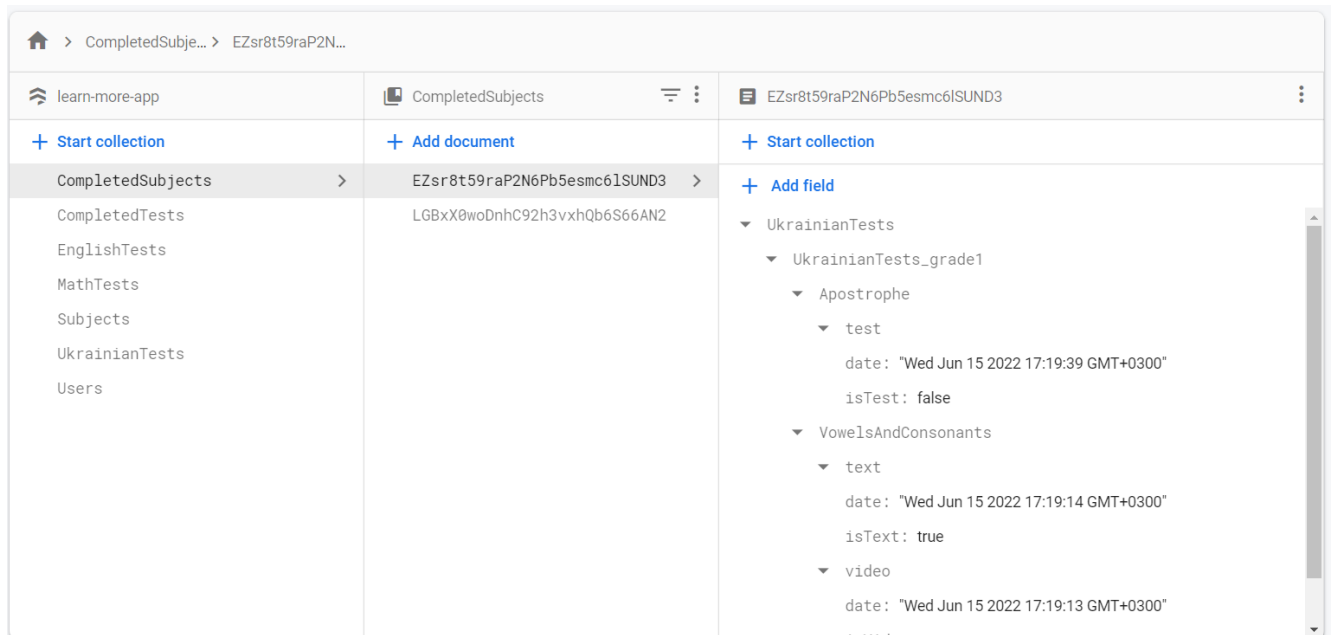 CompletedSubje... EZsr8t59raP2N...
learn-more-app
CompletedSubjects
EZsr8t59raP2N6Pb5esmc6lSUND3
Start collection
Add document
Start collection
CompletedSubjects
CompletedTests
EnglishTests
MathTests
Subjects
UkrainianTests
Users
EZsr8t59raP2N6Pb5esmc6lSUND3
LGBxX0woDnhC92h3vxhQb6S66AN2
Add field
UkrainianTests
UkrainianTests_grade1
Apostrophe
test
date: "Wed Jun 15 2022 17:19:39 GMT+0300"
isTest: false
VowelsAndConsonants
text
date: "Wed Jun 15 2022 17:19:14 GMT+0300"
isText: true
video
date: "Wed Jun 15 2022 17:19:13 GMT+0300"